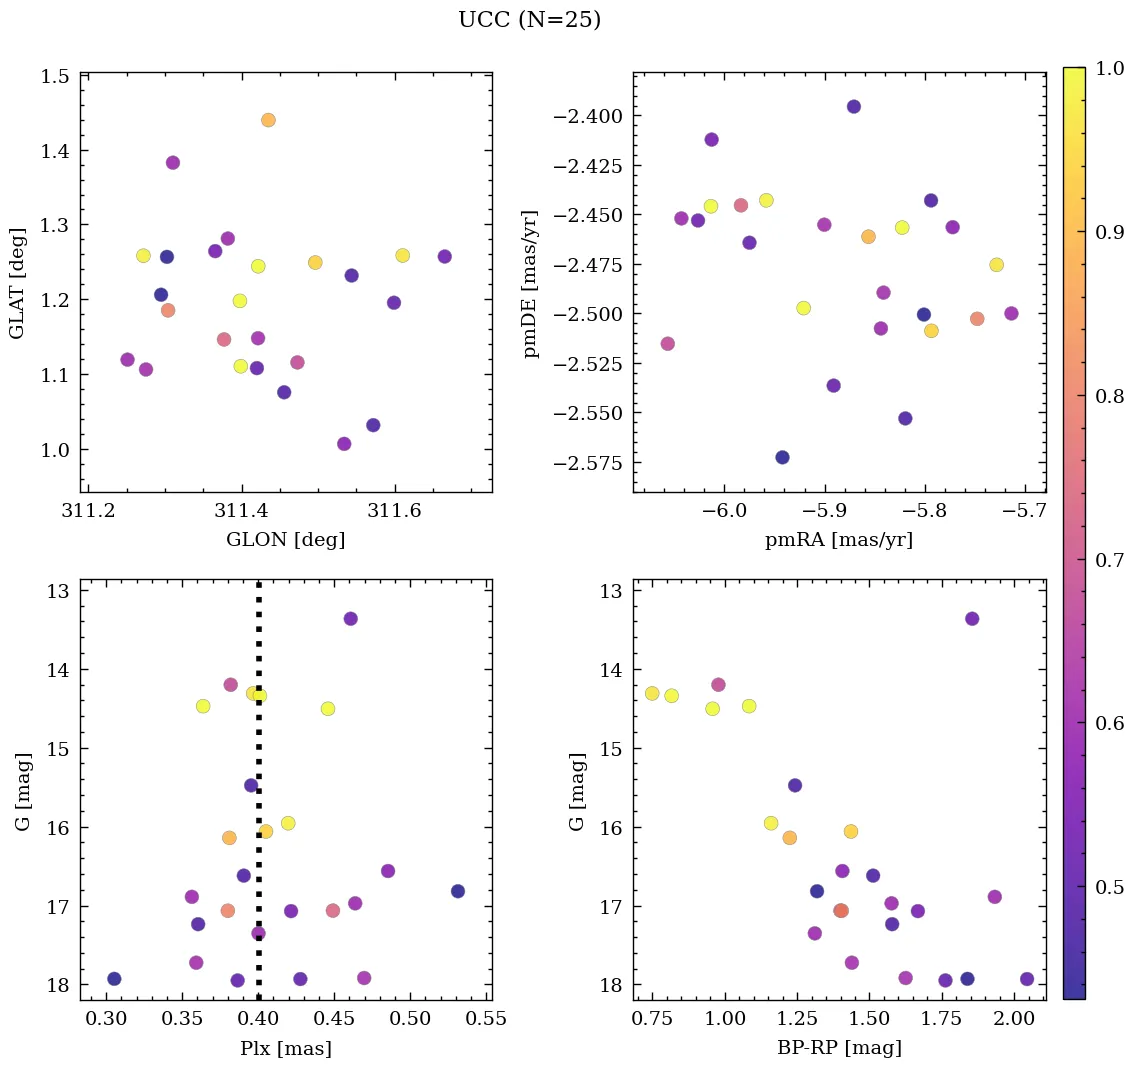 UCC (N=25)
1.5
1.4
1.3
1.2
1.1
1.0
GLAT [deg]
311.2 311.4 311.6
GLON [deg]
−2.400
−2.425
−2.450
−2.475
−2.500
−2.525
−2.550
−2.575
pmDE [mas/yr]
−6.0 −5.9 −5.8 −5.7
pmRA [mas/yr]
13
14
15
16
17
18
G [mag]
0.30 0.35 0.40 0.45 0.50 0.55
Plx [mas]
13
14
15
16
17
18
G [mag]
0.75 1.00 1.25 1.50 1.75 2.00
BP-RP [mag]
1.0
0.9
0.8
0.7
0.6
0.5